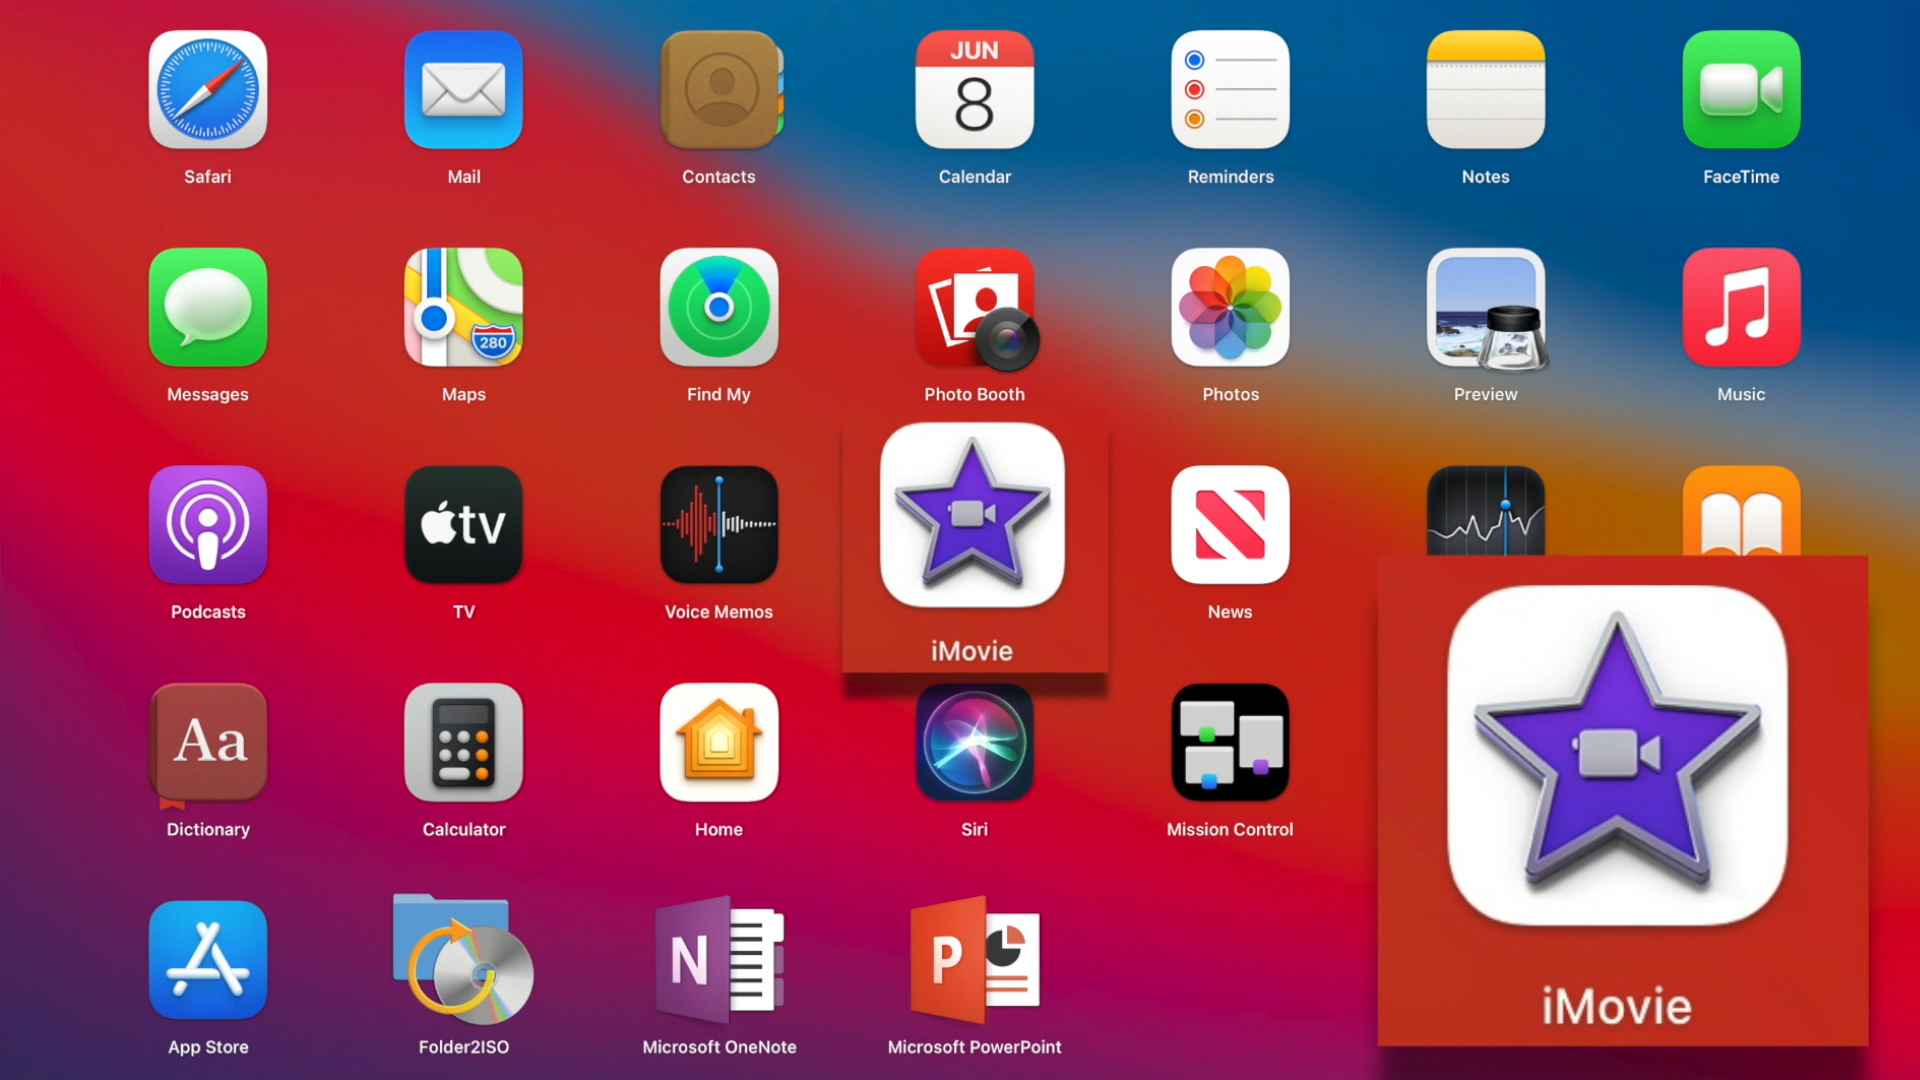 JUN
8
Safari
Mail
Contacts
Calendar
Reminders
Notes
FaceTime
280
Messages
Maps
Find My
Photo Booth
Photos
Preview
Music
tv
Podcasts
TV
Voice Memos
iMovie
News
Aa
Dictionary
Calculator
Home
Siri
Mission Control
iMovie
N
P
App Store
Folder2ISO
Microsoft OneNote
Microsoft PowerPoint